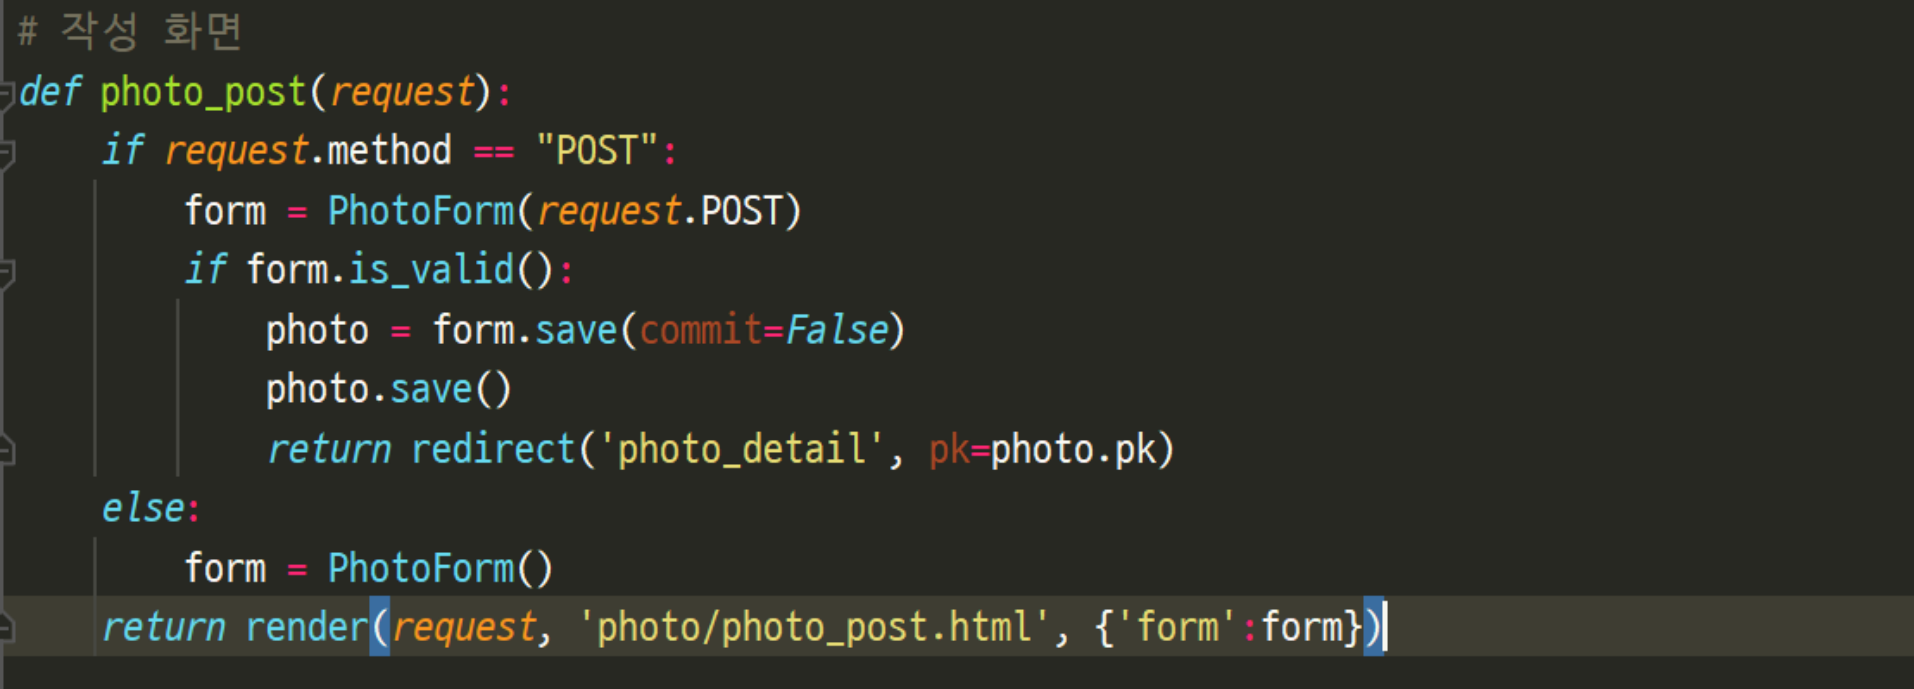 # 작성 화면
def photo_post(request):
    if request.method == "POST":
        form = PhotoForm(request.POST)
        if form.is_valid():
            photo = form.save(commit=False)
            photo.save()
            return redirect('photo_detail', pk=photo.pk)
    else:
        form = PhotoForm()
    return render(request, 'photo/photo_post.html', {'form':form})